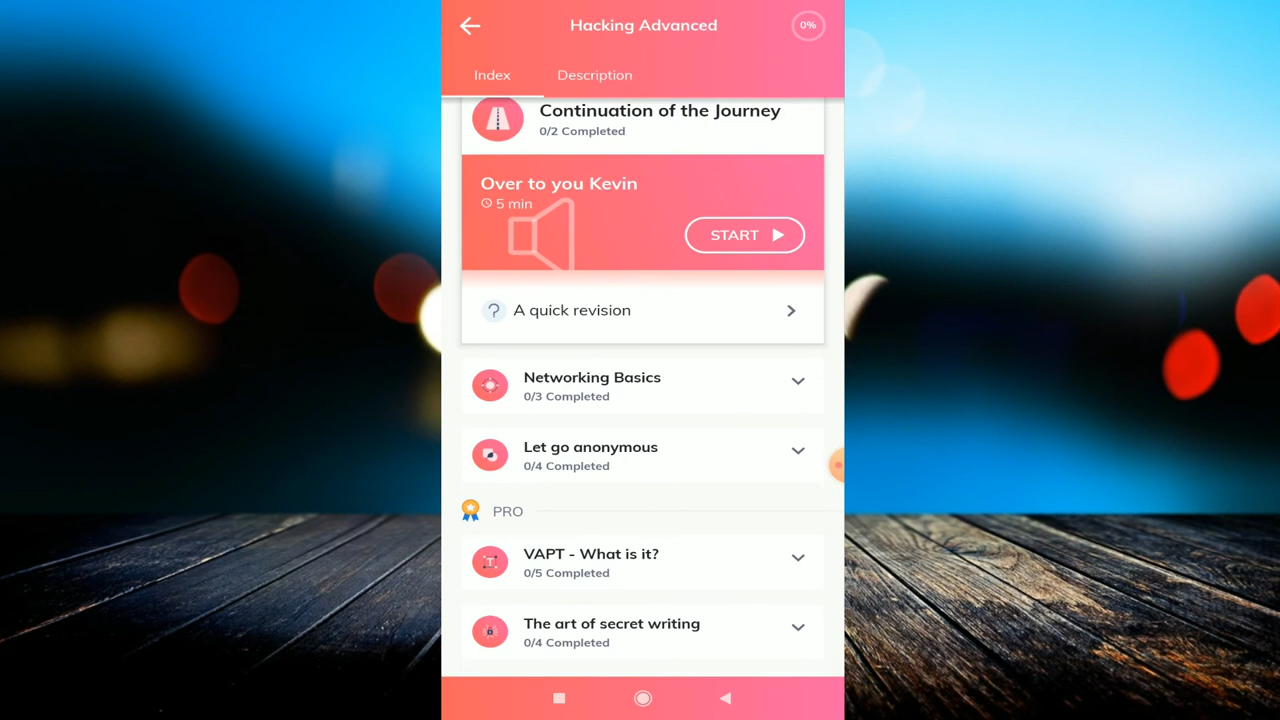 Hacking Advanced
0%
Index
Description
Continuation of the Journey
0/2 Completed
Over to you Kevin
5 min
START
A quick revision
Networking Basics
0/3 Completed
Let go anonymous
0/4 Completed
PRO
VAPT - What is it?
0/5 Completed
The art of secret writing
0/4 Completed